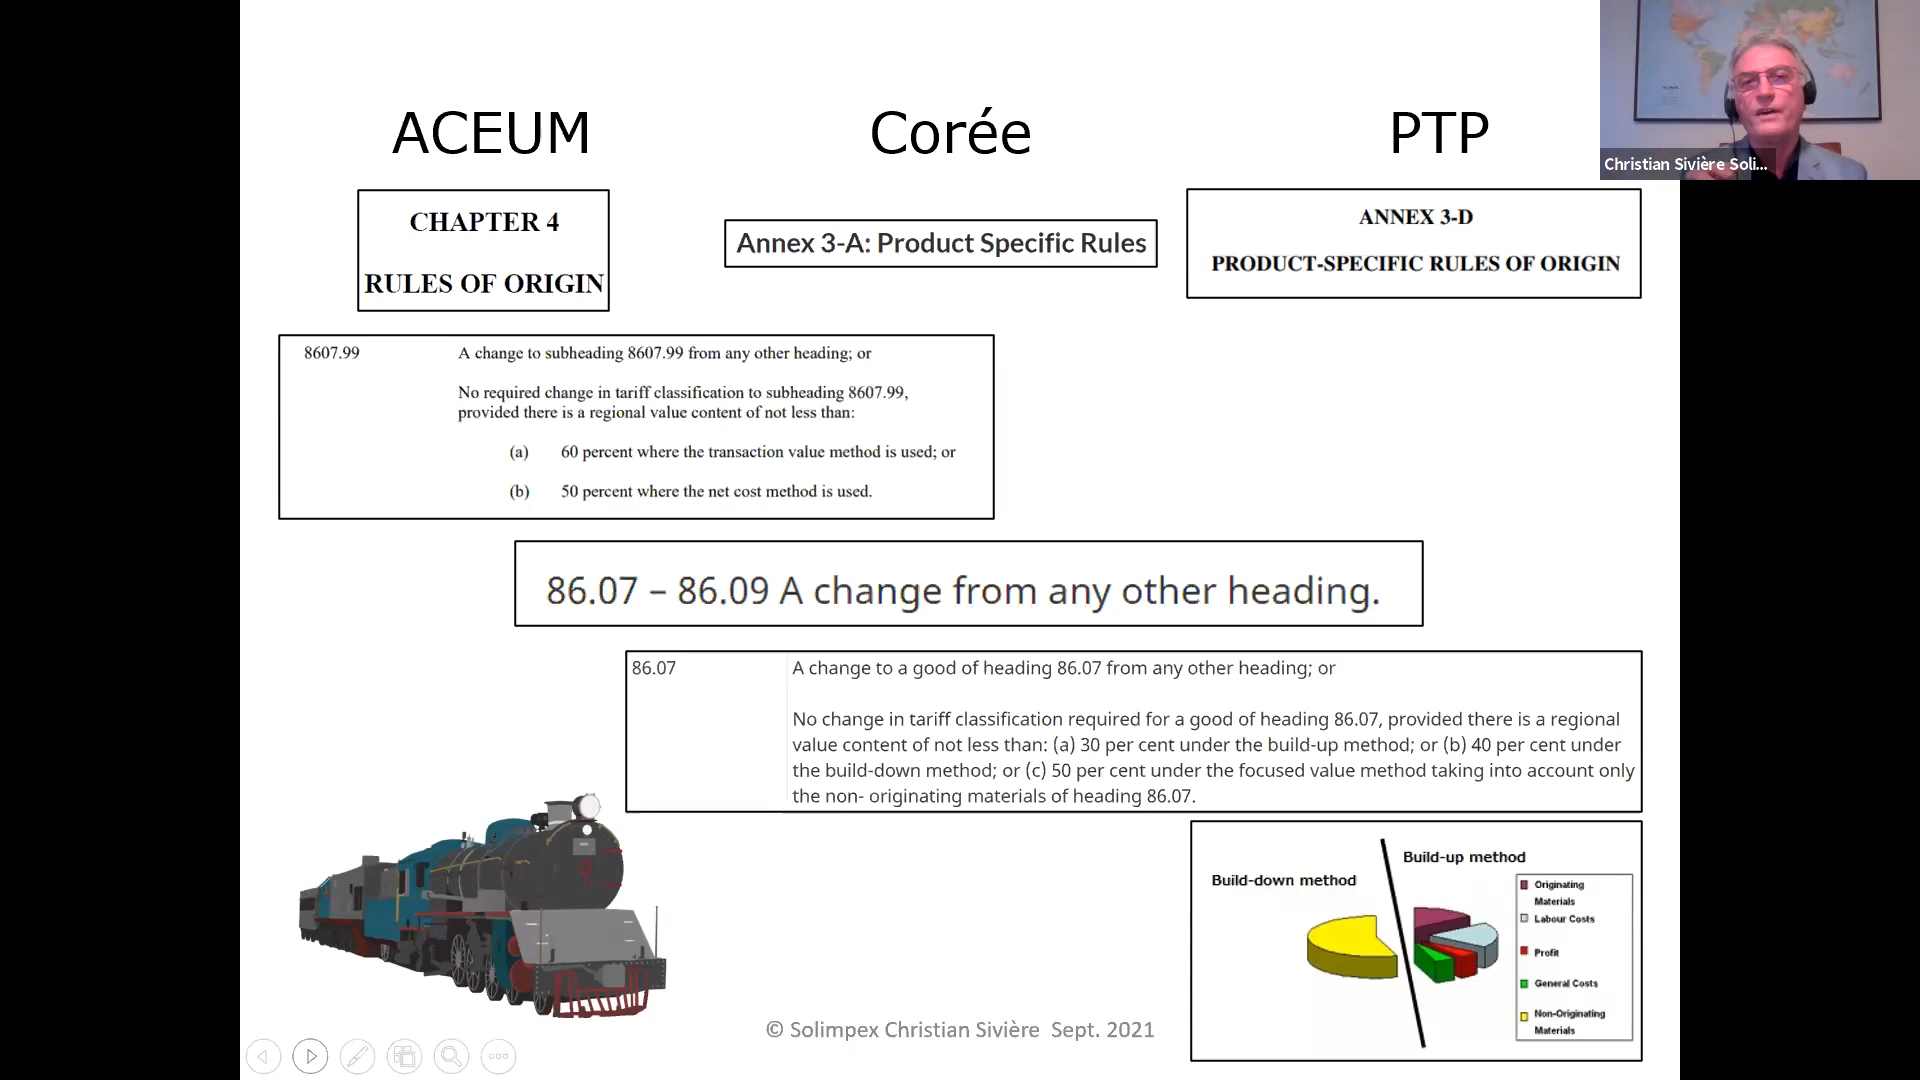 ACEUM
Corée
PTP
Christian Sivière Soli...
CHAPTER 4
RULES OF ORIGIN
Annex 3-A: Product Specific Rules
ANNEX 3-D
PRODUCT-SPECIFIC RULES OF ORIGIN
8607.99 A change to subheading 8607.99 from any other heading; or
No required change in tariff classification to subheading 8607.99,
provided there is a regional value content of not less than:
(a) 60 percent where the transaction value method is used; or
(b) 50 percent where the net cost method is used.
86.07 – 86.09 A change from any other heading.
86.07 A change to a good of heading 86.07 from any other heading; or
No change in tariff classification required for a good of heading 86.07, provided there is a regional
value content of not less than: (a) 30 per cent under the build-up method; or (b) 40 per cent under
the build-down method; or (c) 50 per cent under the focused value method taking into account only
the non- originating materials of heading 86.07.
Build-down method
Build-up method
Originating
Materials
Labour Costs
Profit
General Costs
Non-Originating
Materials
© Solimpex Christian Sivière Sept. 2021